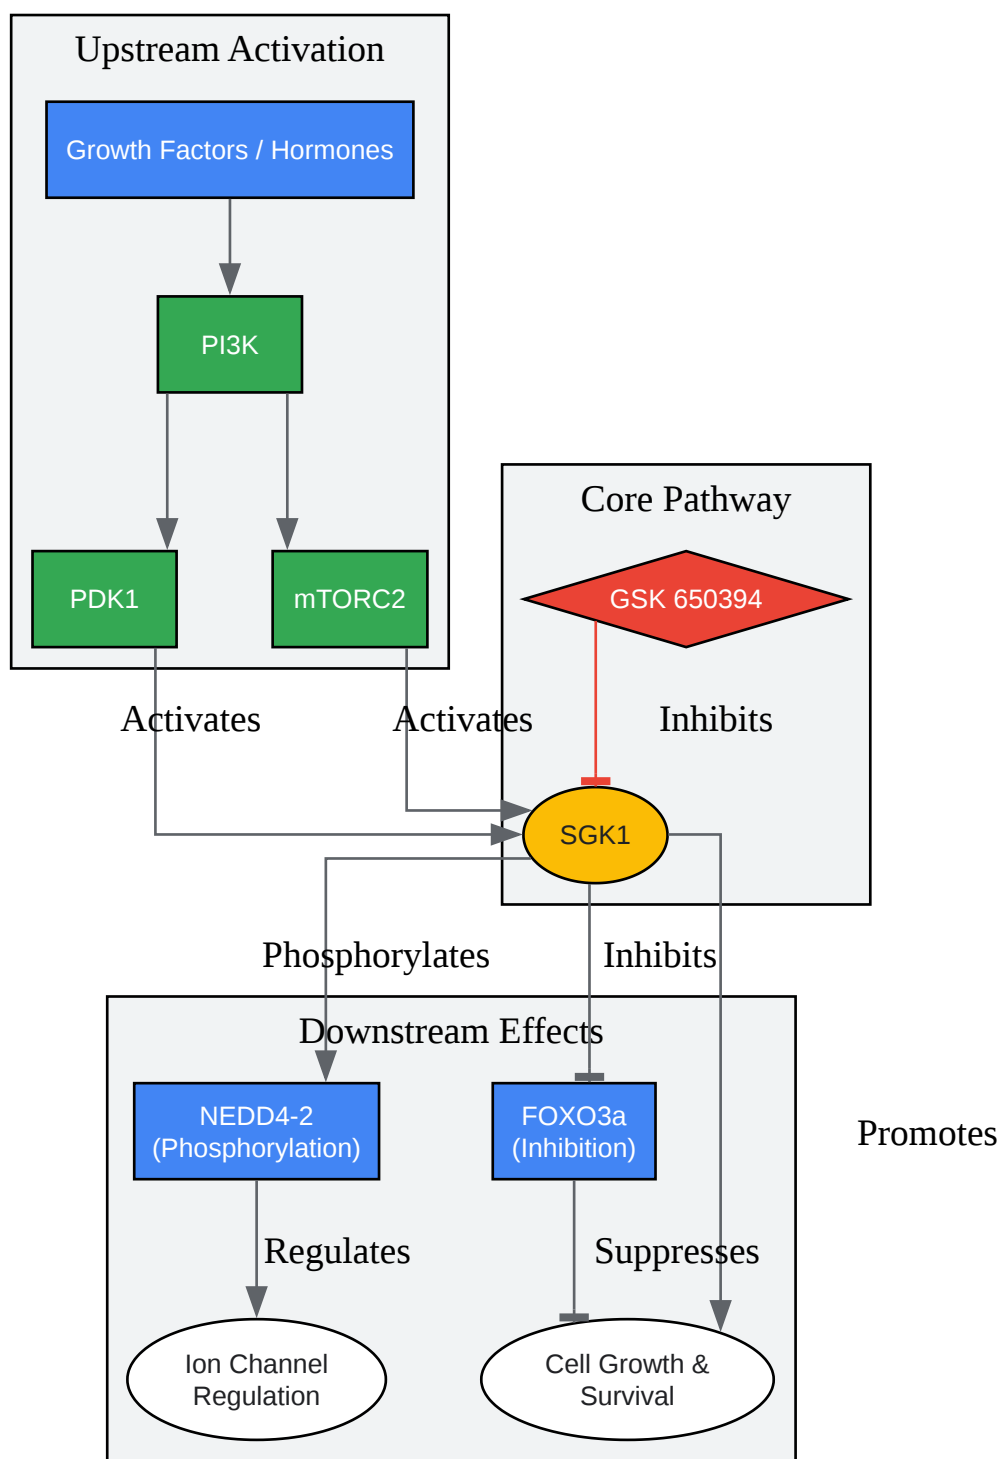 Upstream Activation
Growth Factors / Hormones
PI3K
PDK1
mTORC2
Core Pathway
GSK 650394
Activates
Activates
Inhibits
SGK1
Phosphorylates
Inhibits
Downstream Effects
NEDD4-2
(Phosphorylation)
FOXO3a
(Inhibition)
Promotes
Regulates
Suppresses
Ion Channel
Regulation
Cell Growth &
Survival